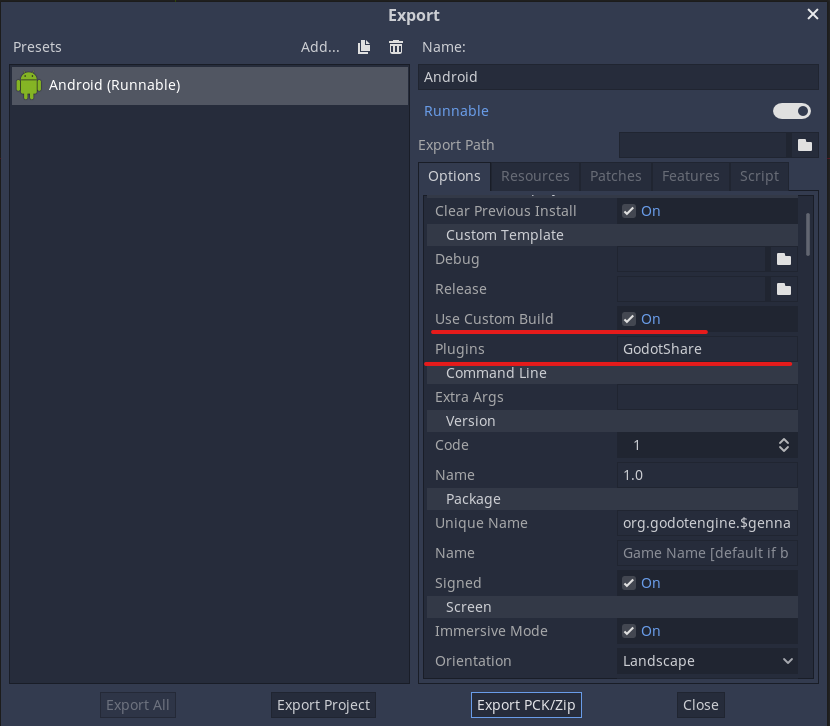 Export
Presets
Add...
Name:
Android (Runnable)
Android
Runnable
Export Path
Options Resources Patches Features Script
Clear Previous Install On
Custom Template
Debug
Release
Use Custom Build On
Plugins GodotShare
Command Line
Extra Args
Version
Code 1
Name 1.0
Package
Unique Name org.godotengine.$genna
Name Game Name [default if b
Signed On
Screen
Immersive Mode On
Orientation Landscape
Export All Export Project Export PCK/Zip Close